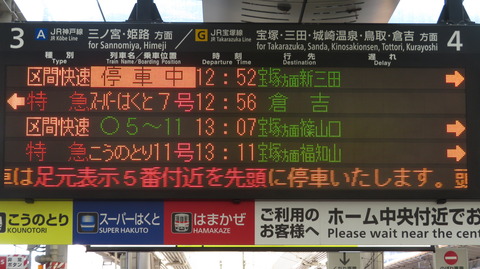 3 A JR神戸線 三ノ宮・姫路 方面 G JR宝塚線 宝塚・三田・城崎温泉・鳥取・倉吉 方面 4
JR Kōbe Line for Sannomiya, Himeji JR Takarazuka Line for Takarazuka, Sanda, Kinosakionsen, Tottori, Kurayoshi
種別 列車名/乗車位置 時刻 行先 遅れ
Type Train Name/Boarding Position Departure Time Destination Delay
区間快速 停車中 12:52 宝塚方面新三田
特急 スーパーはくと7号 12:56 倉吉
区間快速 ○5~11 13:07 宝塚方面篠山口
特急 こうのとり11号 13:11 宝塚方面福知山
車は足元表示5番付近を先頭に停車いたします。
こうのとり スーパーはくと はまかぜ ご利用の ホーム中央付近でお
KOUNOTORI SUPER HAKUTO HAMAKAZE お客様へ Please wait near the cent